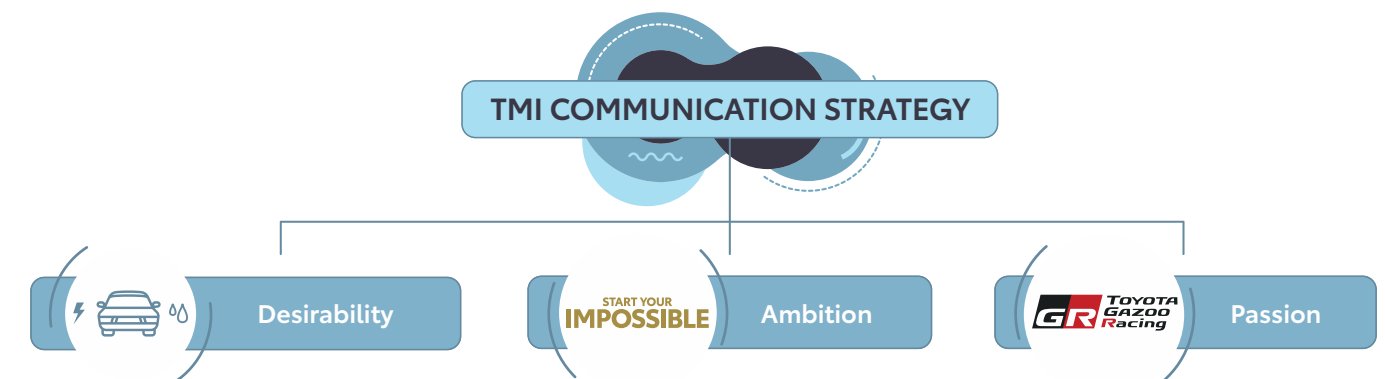 TMI COMMUNICATION STRATEGY
Desirability
START YOUR
IMPOSSIBLE
Ambition
GR
TOYOTA
GAZOO
Racing
Passion